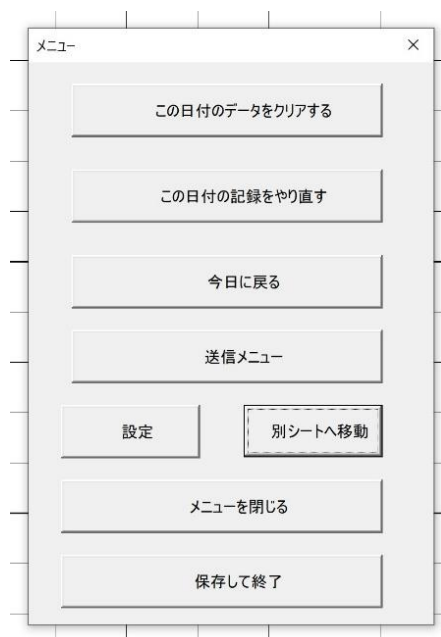 メニュー
この日付のデータをクリアする
この日付の記録をやり直す
今日に戻る
送信メニュー
設定
別シートへ移動
メニューを閉じる
保存して終了